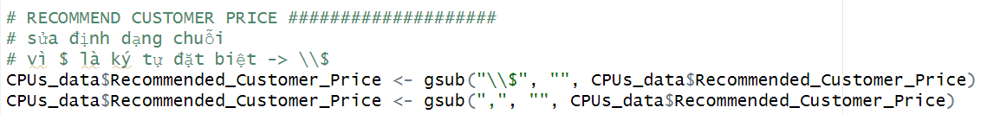 # RECOMMEND CUSTOMER PRICE ####################
# sửa định dạng chuỗi
# vì $ là ký tự đặt biệt -> \\$
CPUs_data$Recommended_Customer_Price <- gsub("\\$", "", CPUs_data$Recommended_Customer_Price)
CPUs_data$Recommended_Customer_Price <- gsub(",", "", CPUs_data$Recommended_Customer_Price)